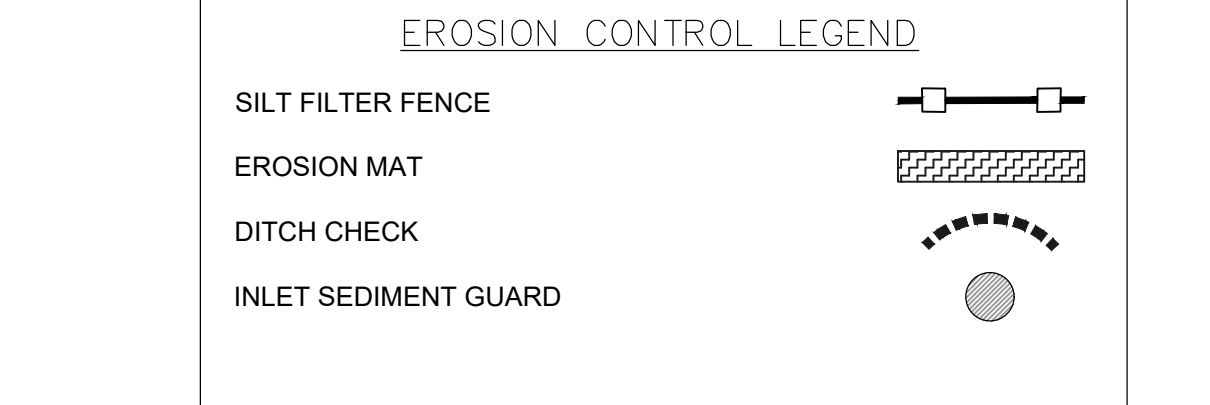 EROSION CONTROL LEGEND
SILT FILTER FENCE
EROSION MAT
DITCH CHECK
INLET SEDIMENT GUARD